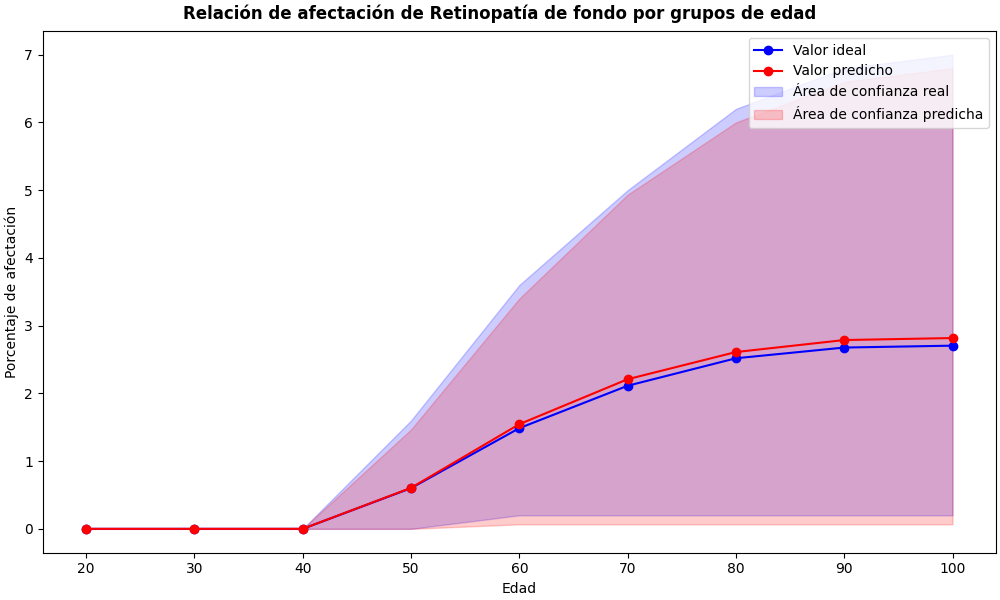 Relación de afectación de Retinopatía de fondo por grupos de edad
Valor ideal
Valor predicho
Área de confianza real
Área de confianza predicha
Porcentaje de afectación
7
6
5
4
3
2
1
0
20 30 40 50 60 70 80 90 100
Edad